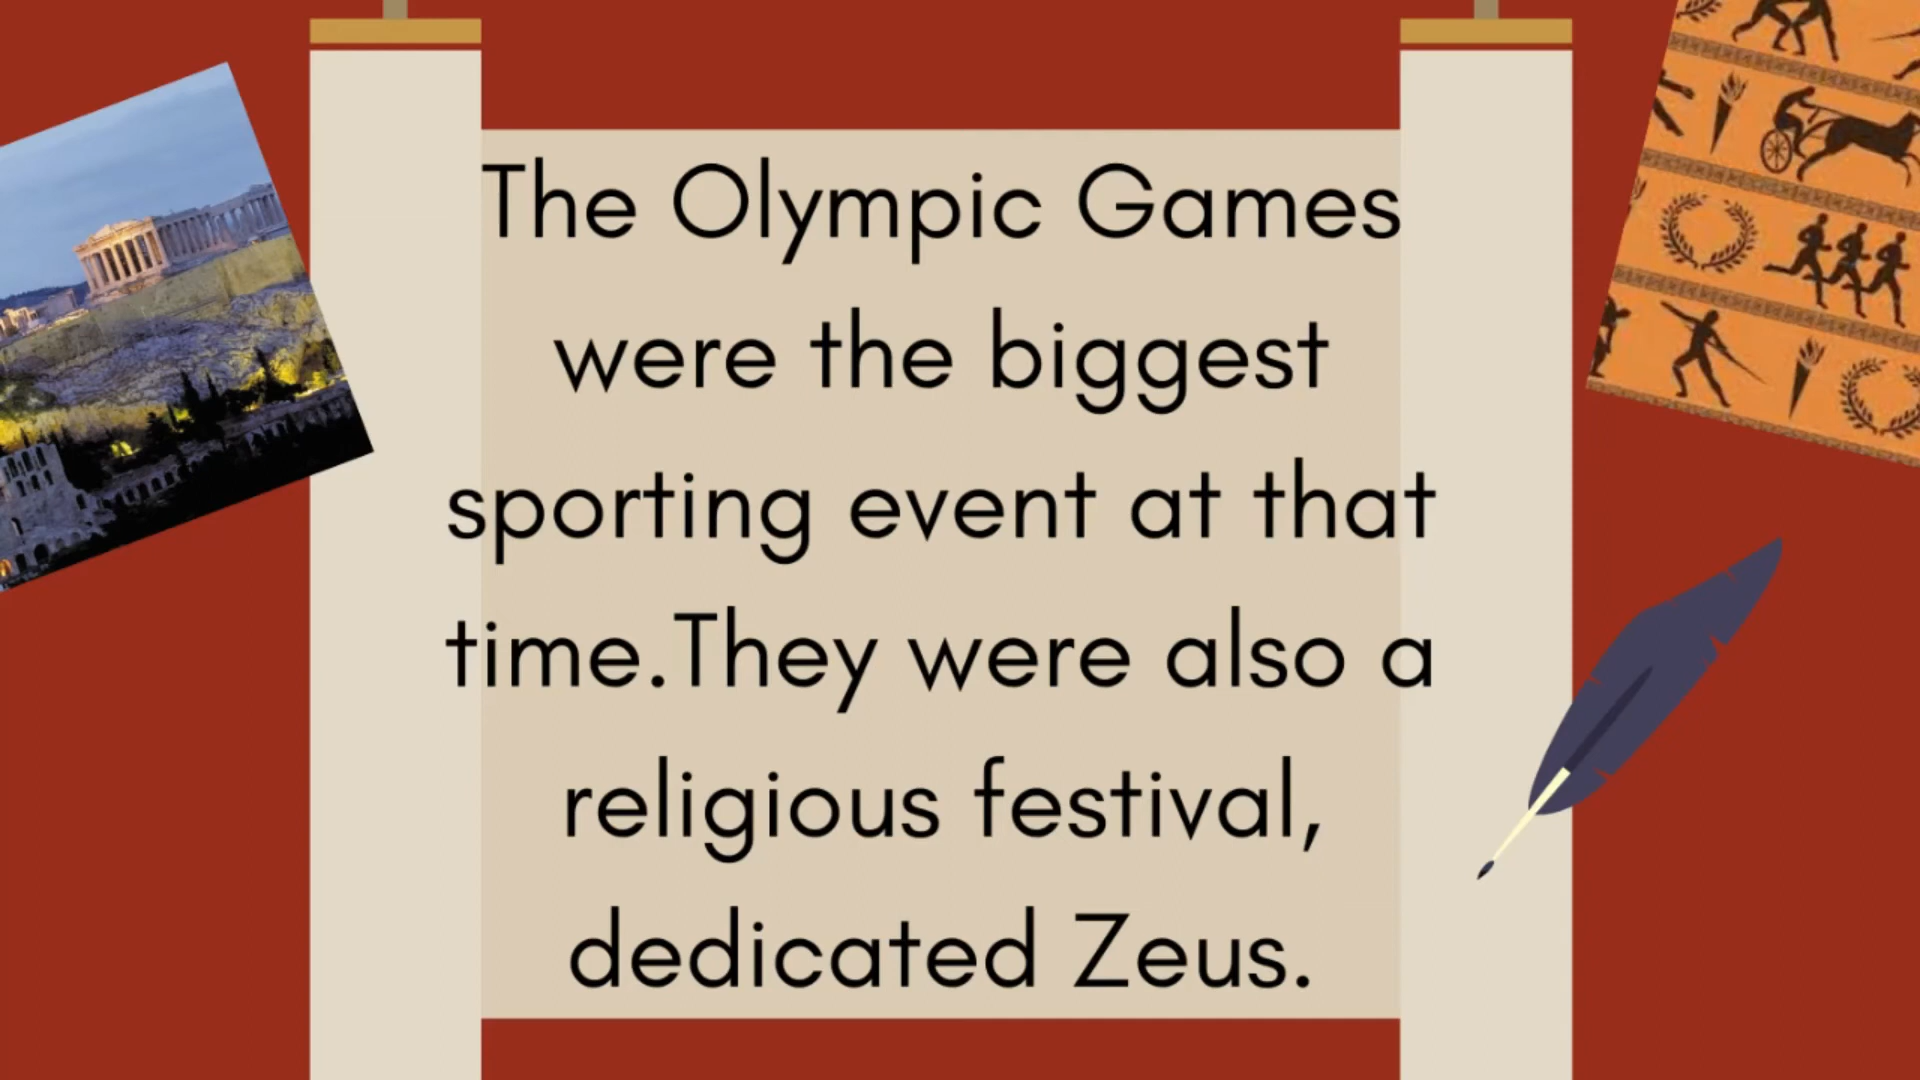 The Olympic Games
were the biggest
sporting event at that
time.They were also a
religious festival,
dedicated Zeus.